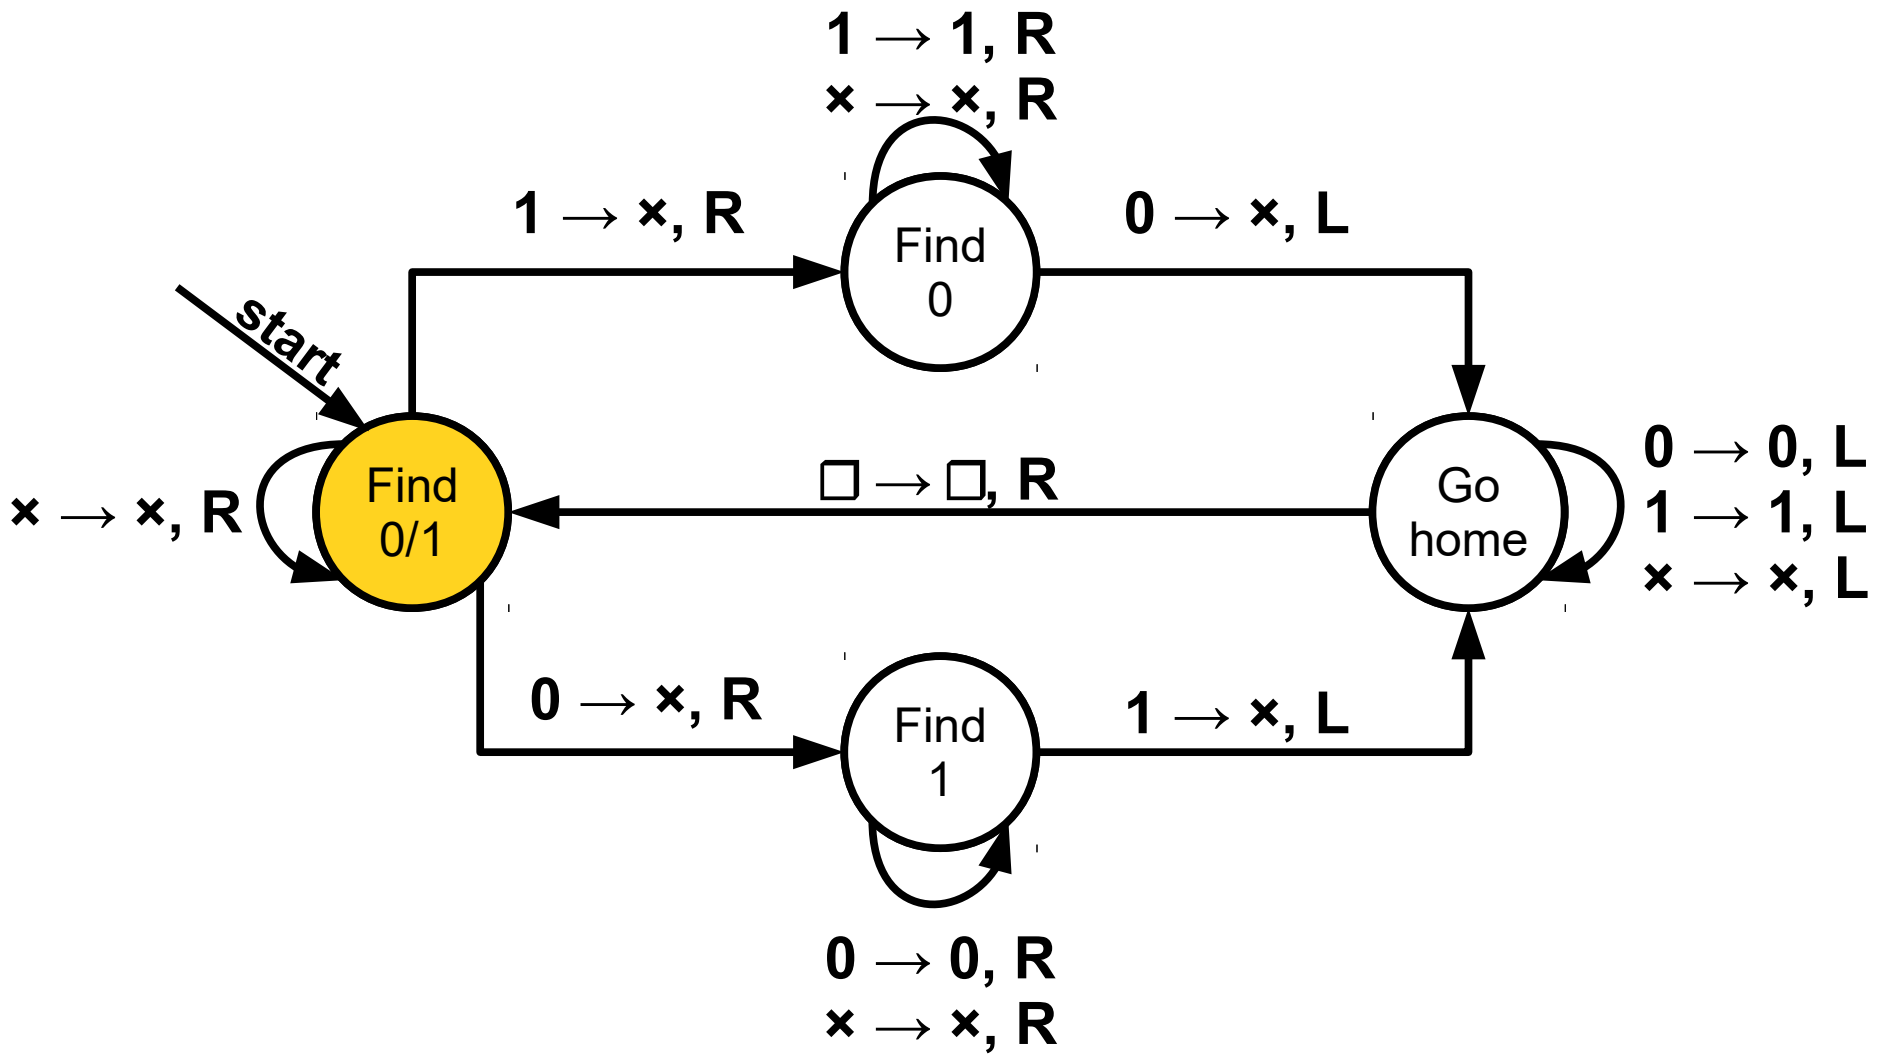 1 → 1, R
× → ×, R
1 → ×, R
Find
0
0 → ×, L
start
× → ×, R
Find
0/1
□ → □, R
Go
home
0 → 0, L
1 → 1, L
× → ×, L
0 → ×, R
Find
1
1 → ×, L
0 → 0, R
× → ×, R